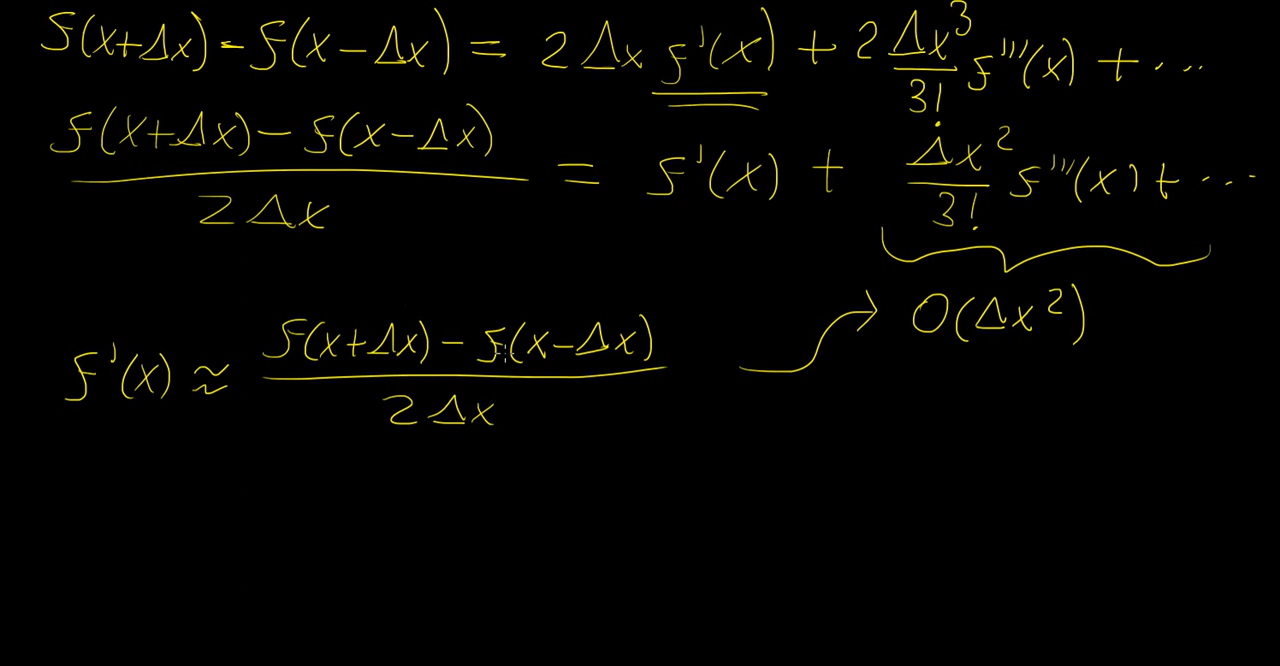 f(x+Δx) - f(x-Δx) = 2Δx f'(x) + 2 Δx³/3! f'''(x) + ...
f(x+Δx) - f(x-Δx) / 2Δx = f'(x) + Δx²/3! f'''(x) + ...
O(Δx²)
f'(x) ≈ f(x+Δx) - f(x-Δx) / 2Δx